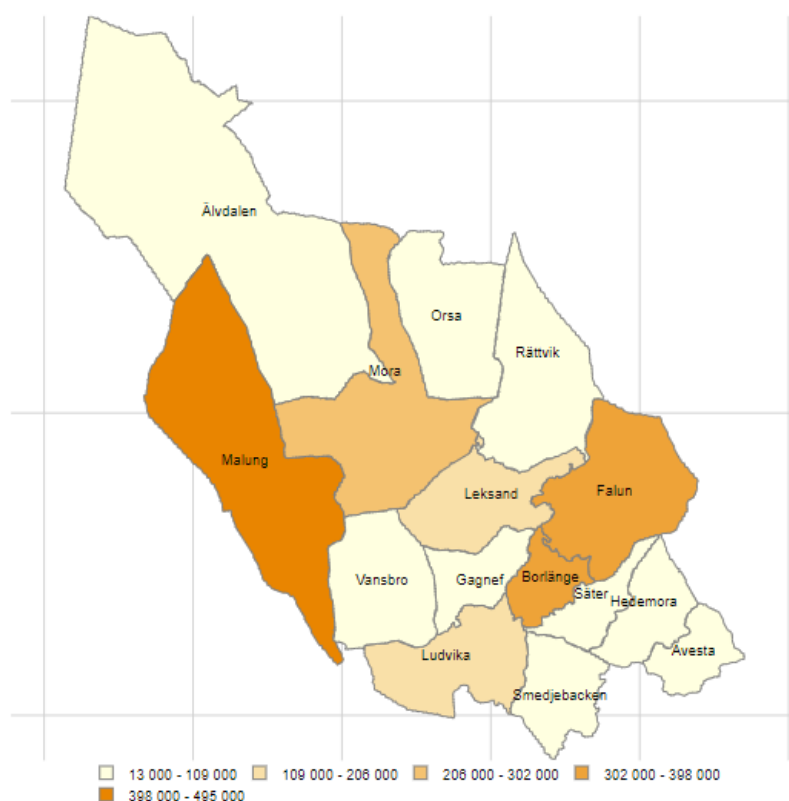 Älvdalen
Orsa
Rättvik
Mora
Malung
Leksand
Falun
Vansbro
Gagnef
Borlänge
Säter
Hedemora
Ludvika
Avesta
Smedjebacken
13 000 - 109 000 109 000 - 206 000 206 000 - 302 000 302 000 - 398 000
398 000 - 495 000